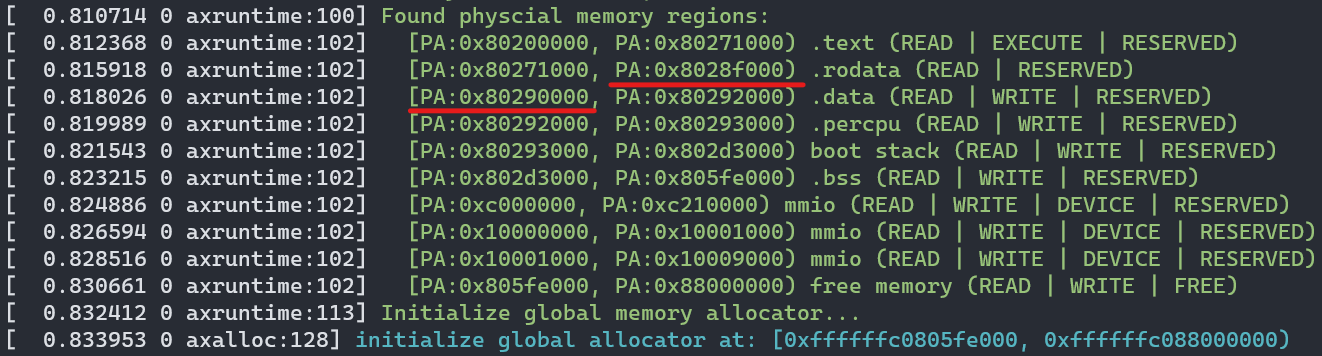 [  0.810714 0 axruntime:100] Found physcial memory regions:
[  0.812368 0 axruntime:102]   [PA:0x80200000, PA:0x80271000) .text (READ | EXECUTE | RESERVED)
[  0.815918 0 axruntime:102]   [PA:0x80271000, PA:0x8028f000) .rodata (READ | RESERVED)
[  0.818026 0 axruntime:102]   [PA:0x80290000, PA:0x80292000) .data (READ | WRITE | RESERVED)
[  0.819989 0 axruntime:102]   [PA:0x80292000, PA:0x80293000) .percpu (READ | WRITE | RESERVED)
[  0.821543 0 axruntime:102]   [PA:0x80293000, PA:0x802d3000) boot stack (READ | WRITE | RESERVED)
[  0.823215 0 axruntime:102]   [PA:0x802d3000, PA:0x805fe000) .bss (READ | WRITE | RESERVED)
[  0.824886 0 axruntime:102]   [PA:0xc000000, PA:0xc210000) mmio (READ | WRITE | DEVICE | RESERVED)
[  0.826594 0 axruntime:102]   [PA:0x10000000, PA:0x10001000) mmio (READ | WRITE | DEVICE | RESERVED)
[  0.828516 0 axruntime:102]   [PA:0x10001000, PA:0x10009000) mmio (READ | WRITE | DEVICE | RESERVED)
[  0.830661 0 axruntime:102]   [PA:0x805fe000, PA:0x88000000) free memory (READ | WRITE | FREE)
[  0.832412 0 axruntime:113] Initialize global memory allocator...
[  0.833953 0 axalloc:128] initialize global allocator at: [0xffffffc0805fe000, 0xffffffc088000000)